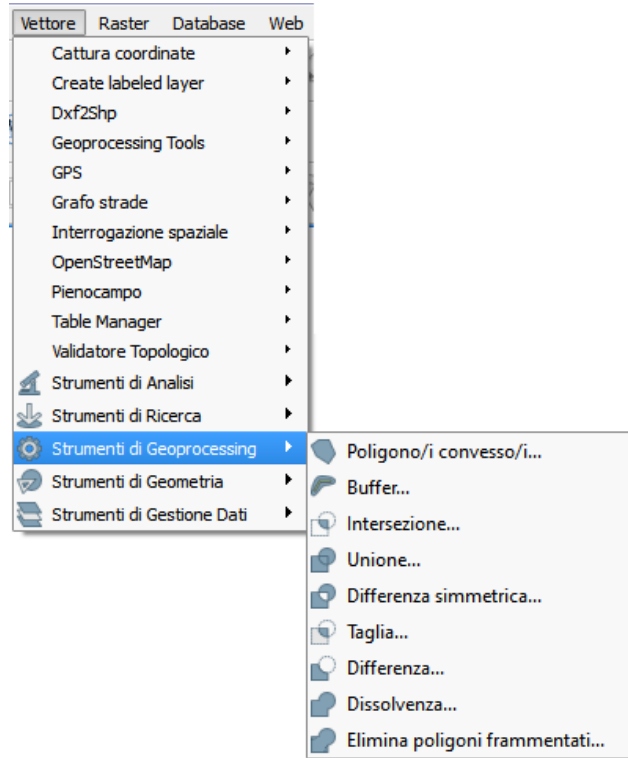 Vettore Raster Database Web
Cattura coordinate
Create labeled layer
Dxf2Shp
Geoprocessing Tools
GPS
Grafo strade
Interrogazione spaziale
OpenStreetMap
Pienocampo
Table Manager
Validatore Topologico
Strumenti di Analisi
Strumenti di Ricerca
Strumenti di Geoprocessing
Strumenti di Geometria
Strumenti di Gestione Dati
Poligono/i convesso/i...
Buffer...
Intersezione...
Unione...
Differenza simmetrica...
Taglia...
Differenza...
Dissolvenza...
Elimina poligoni frammentati...